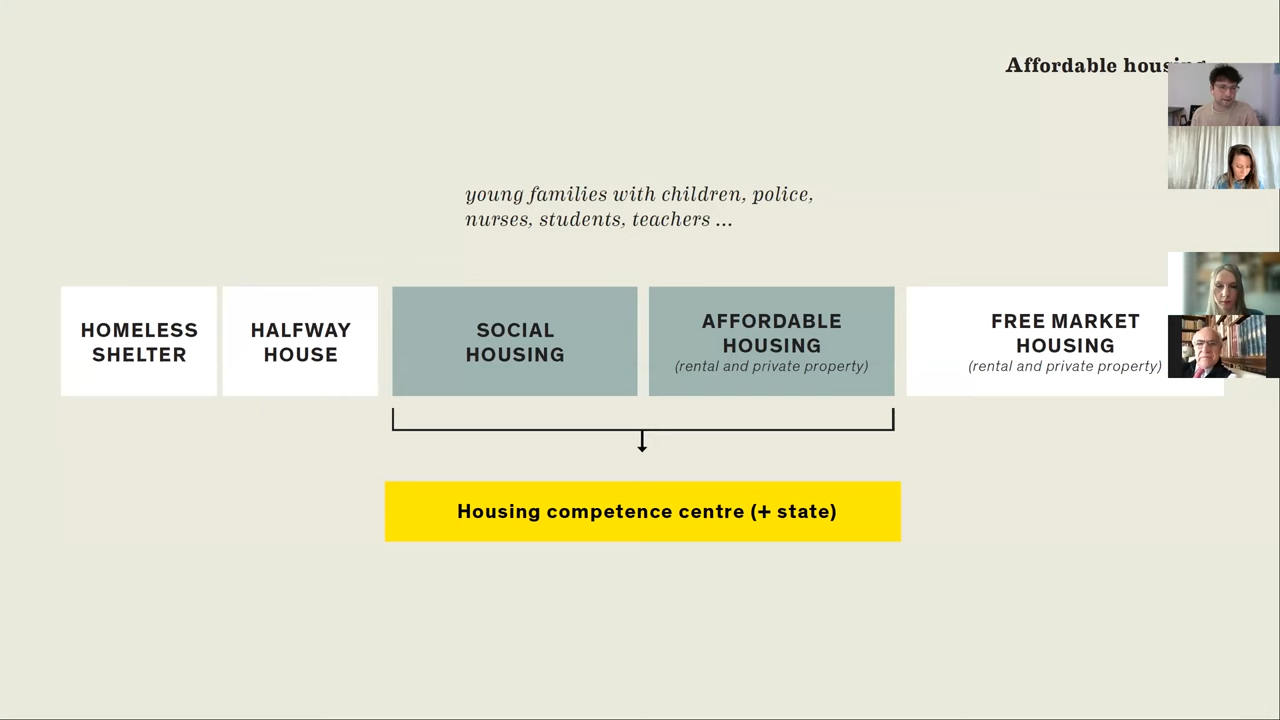 Affordable housing
young families with children, police,
nurses, students, teachers ...
HOMELESS
SHELTER
HALFWAY
HOUSE
SOCIAL
HOUSING
AFFORDABLE
HOUSING
(rental and private property)
FREE MARKET
HOUSING
(rental and private property)
Housing competence centre (+ state)